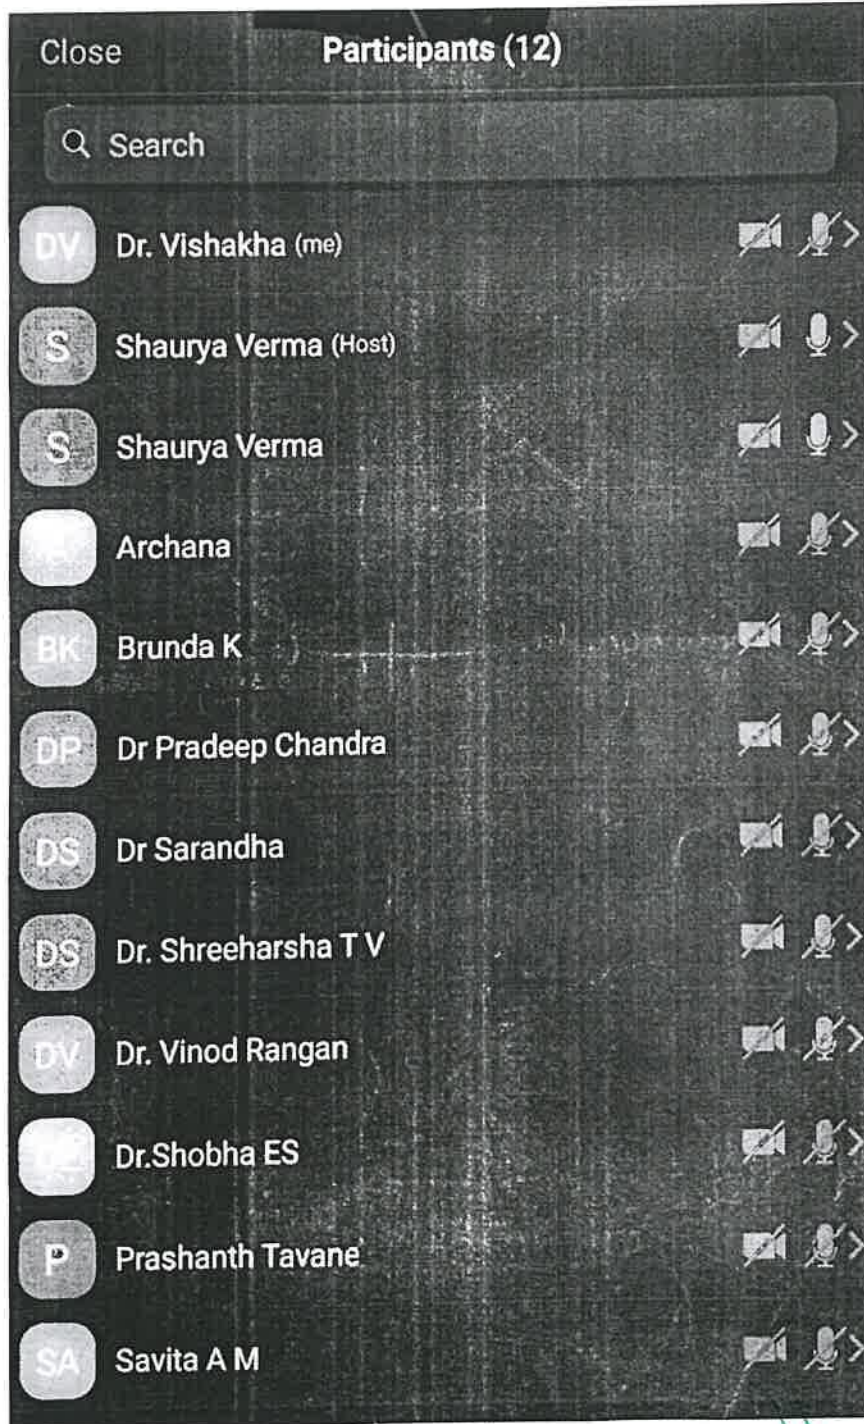 Close Participants (12)
Search
DV Dr. Vishakha (me)
S Shaurya Verma (Host)
S Shaurya Verma
Archana
BK Brunda K
DP Dr Pradeep Chandra
DS Dr Sarandha
DS Dr. Shreeharsha T V
DV Dr. Vinod Rangan
Dr.Shobha ES
P Prashanth Tavane
SA Savita A M